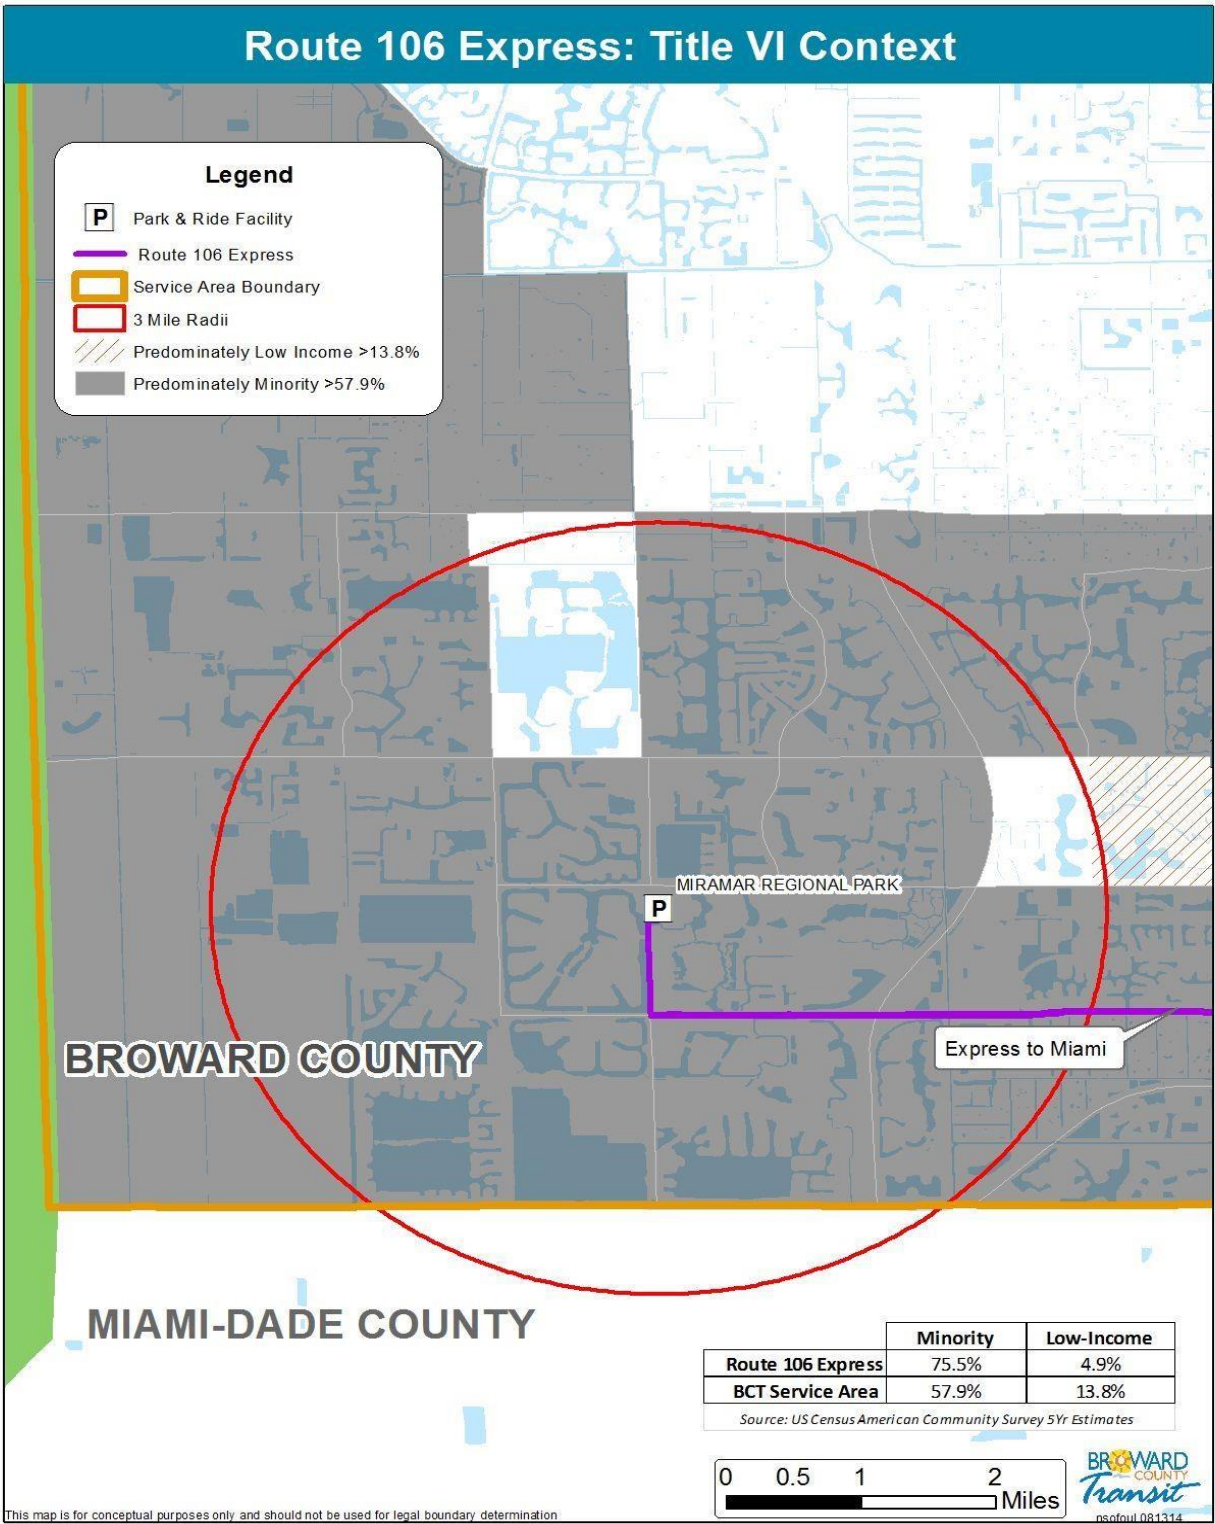 Route 106 Express: Title VI Context
Legend
P Park & Ride Facility
Route 106 Express
Service Area Boundary
3 Mile Radii
Predominately Low Income >13.8%
Predominately Minority >57.9%
MIRAMAR REGIONAL PARK
P
Express to Miami
BROWARD COUNTY
MIAMI-DADE COUNTY
Minority Low-Income
Route 106 Express 75.5% 4.9%
BCT Service Area 57.9% 13.8%
Source: US Census American Community Survey 5Yr Estimates
0 0.5 1 2
Miles
BROWARD
COUNTY
Transit
nsofoul 081314
This map is for conceptual purposes only and should not be used for legal boundary determination